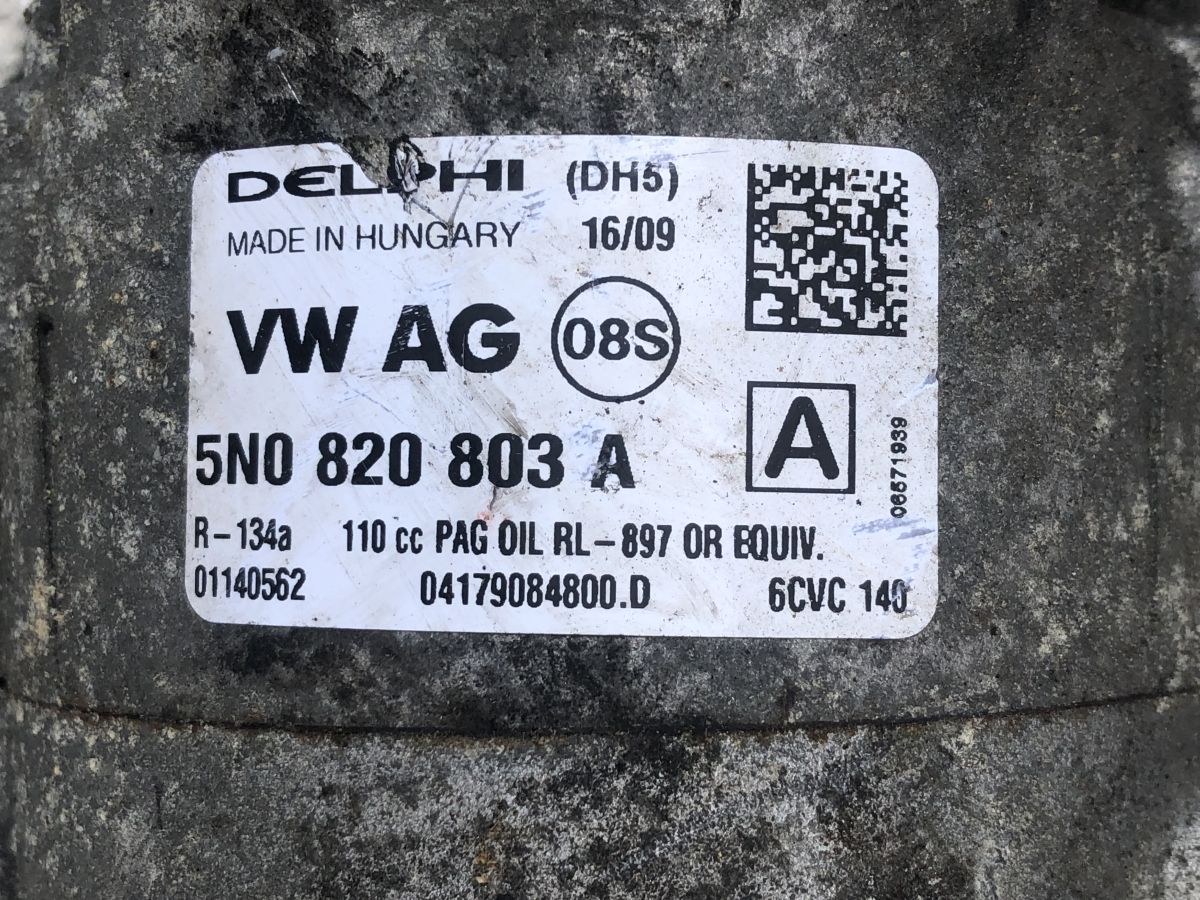 DELPHI (DH5)
MADE IN HUNGARY 16/09
VW AG 08S
5N0 820 803 A A
06671939
R-134a 110 cc PAG OIL RL-897 OR EQUIV.
01140562 04179084800.D 6CVC 140